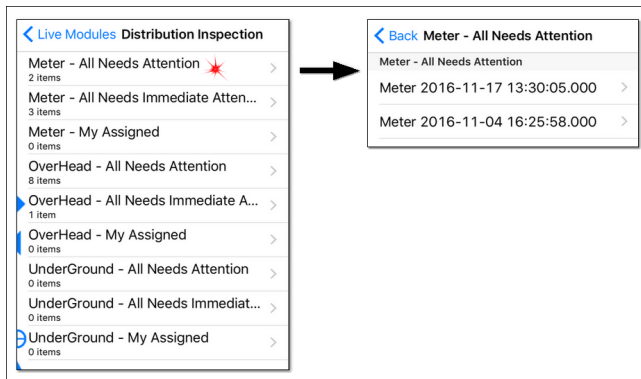 Live Modules Distribution Inspection
Meter - All Needs Attention
2 items
Meter - All Needs Immediate Atten...
3 items
Meter - My Assigned
0 items
OverHead - All Needs Attention
8 items
OverHead - All Needs Immediate A...
1 item
OverHead - My Assigned
0 items
UnderGround - All Needs Attention
0 items
UnderGround - All Needs Immediat...
0 items
UnderGround - My Assigned
0 items
Back Meter - All Needs Attention
Meter - All Needs Attention
Meter 2016-11-17 13:30:05.000
Meter 2016-11-04 16:25:58.000